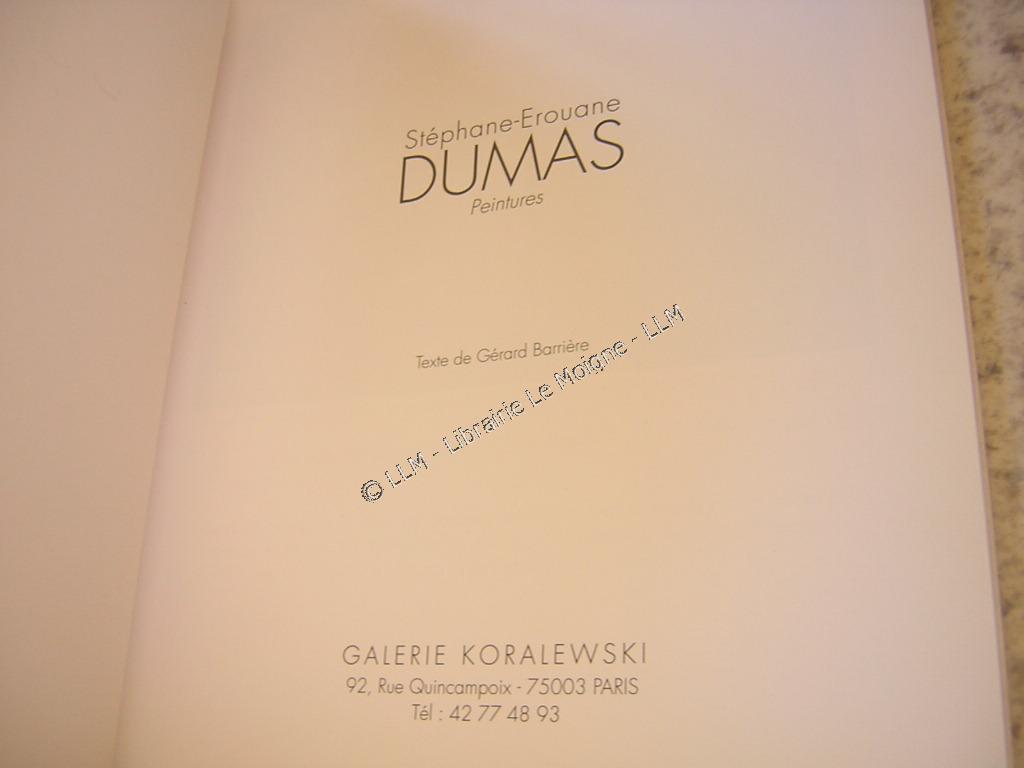 Stéphane-Erouane
DUMAS
Peintures
Texte de Gérard Barrière
© LLM - Librairie Le Moigne - LLM
GALERIE KORALEWSKI
92, Rue Quincampoix - 75003 PARIS
Tél : 42 77 48 93